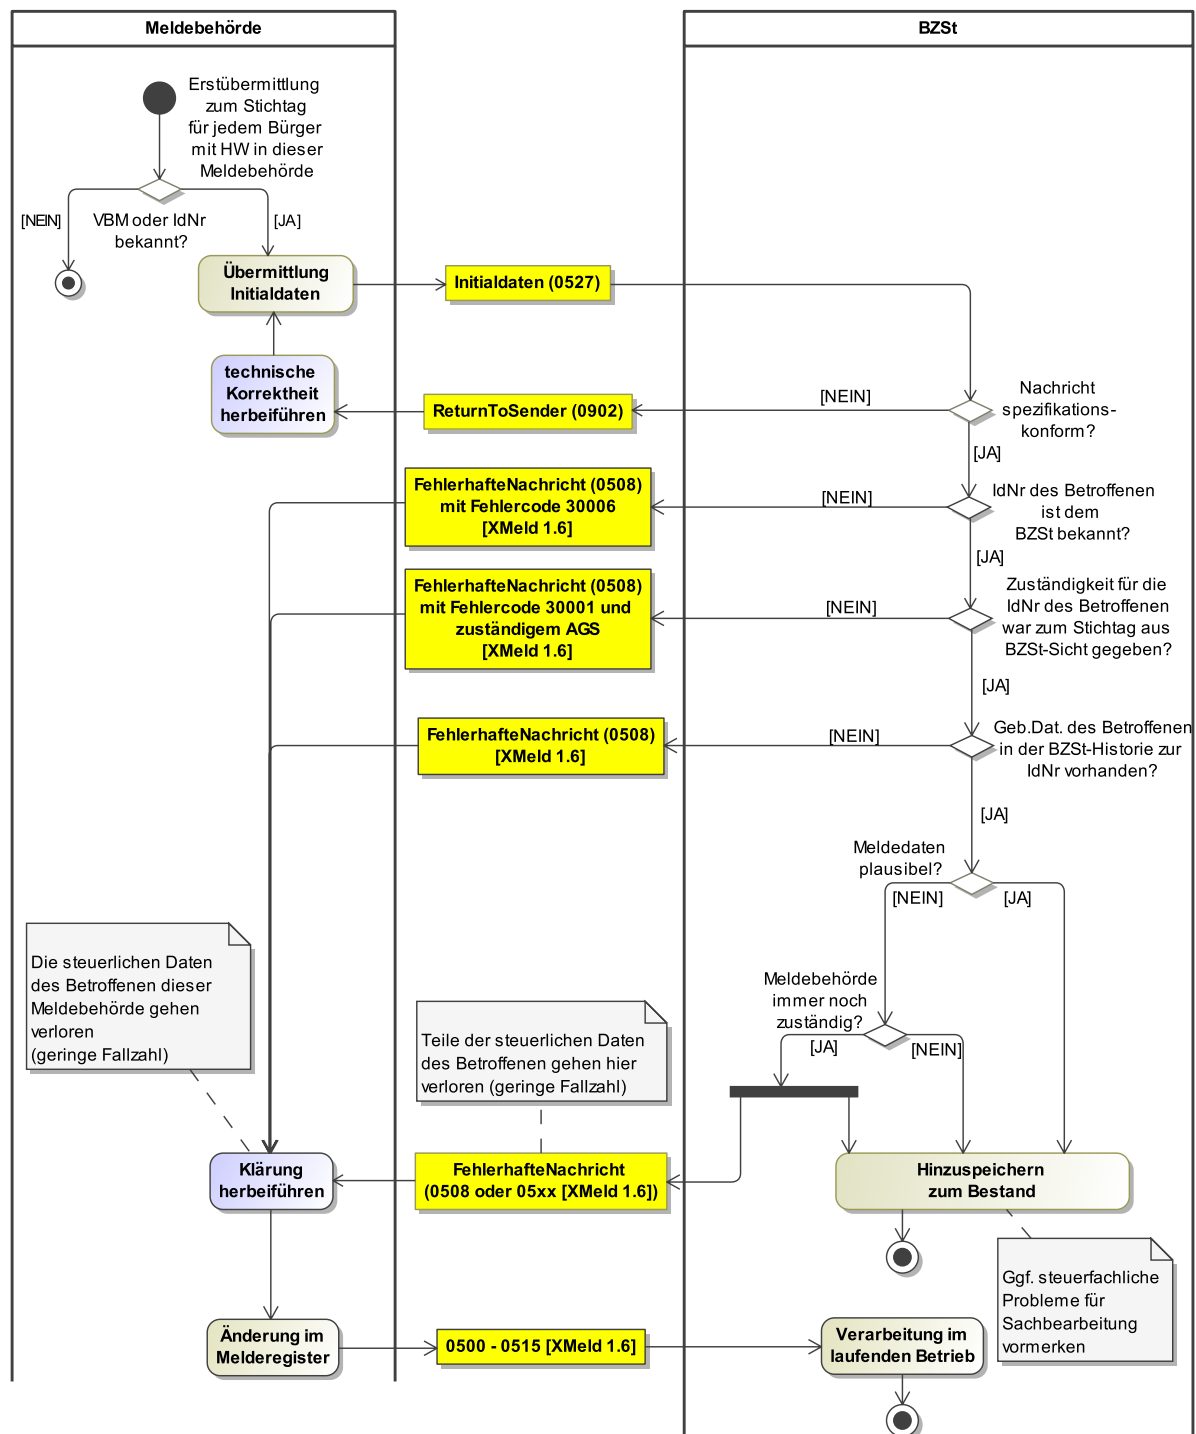 Meldebehörde
BZSt
Erstübermittlung
zum Stichtag
für jedem Bürger
mit HW in dieser
Meldebehörde
[NEIN]
VBM oder IdNr
bekannt?
[JA]
Übermittlung
Initialdaten
Initialdaten (0527)
technische
Korrektheit
herbeiführen
ReturnToSender (0902)
[NEIN]
Nachricht
spezifikations-
konform?
[JA]
FehlerhafteNachricht (0508)
mit Fehlercode 30006
[XMeld 1.6]
[NEIN]
IdNr des Betroffenen
ist dem
BZSt bekannt?
[JA]
FehlerhafteNachricht (0508)
mit Fehlercode 30001 und
zuständigem AGS
[XMeld 1.6]
[NEIN]
Zuständigkeit für die
IdNr des Betroffenen
war zum Stichtag aus
BZSt-Sicht gegeben?
[JA]
FehlerhafteNachricht (0508)
[XMeld 1.6]
[NEIN]
Geb.Dat. des Betroffenen
in der BZSt-Historie zur
IdNr vorhanden?
[JA]
Meldedaten
plausibel?
[NEIN]
[JA]
Die steuerlichen Daten
des Betroffenen dieser
Meldebehörde gehen
verloren
(geringe Fallzahl)
Teile der steuerlichen Daten
des Betroffenen gehen hier
verloren (geringe Fallzahl)
Meldebehörde
immer noch
zuständig?
[JA]
[NEIN]
Klärung
herbeiführen
FehlerhafteNachricht
(0508 oder 05xx [XMeld 1.6])
Hinzuspeichern
zum Bestand
Ggf. steuerfachliche
Probleme für
Sachbearbeitung
vormerken
Änderung im
Melderegister
0500 - 0515 [XMeld 1.6]
Verarbeitung im
laufenden Betrieb